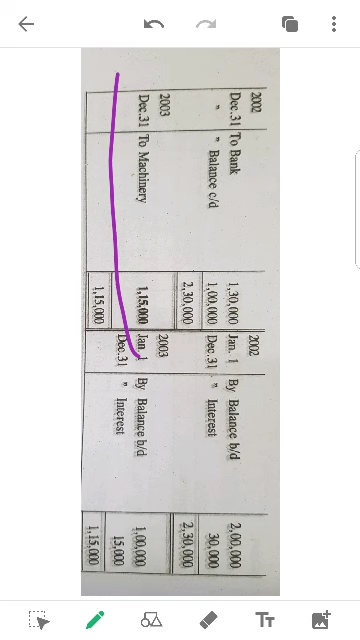 2002 2002
Dec.31 To Bank 1,30,000 Jan. 1 By Balance b/d 2,00,000
" " Balance c/d 1,00,000 Dec.31 " Interest 30,000
2,30,000 2,30,000
2003 2003
Dec.31 To Machinery 1,15,000 Jan. 1 By Balance b/d 1,00,000
Dec.31 " Interest 15,000
1,15,000 1,15,000
TT